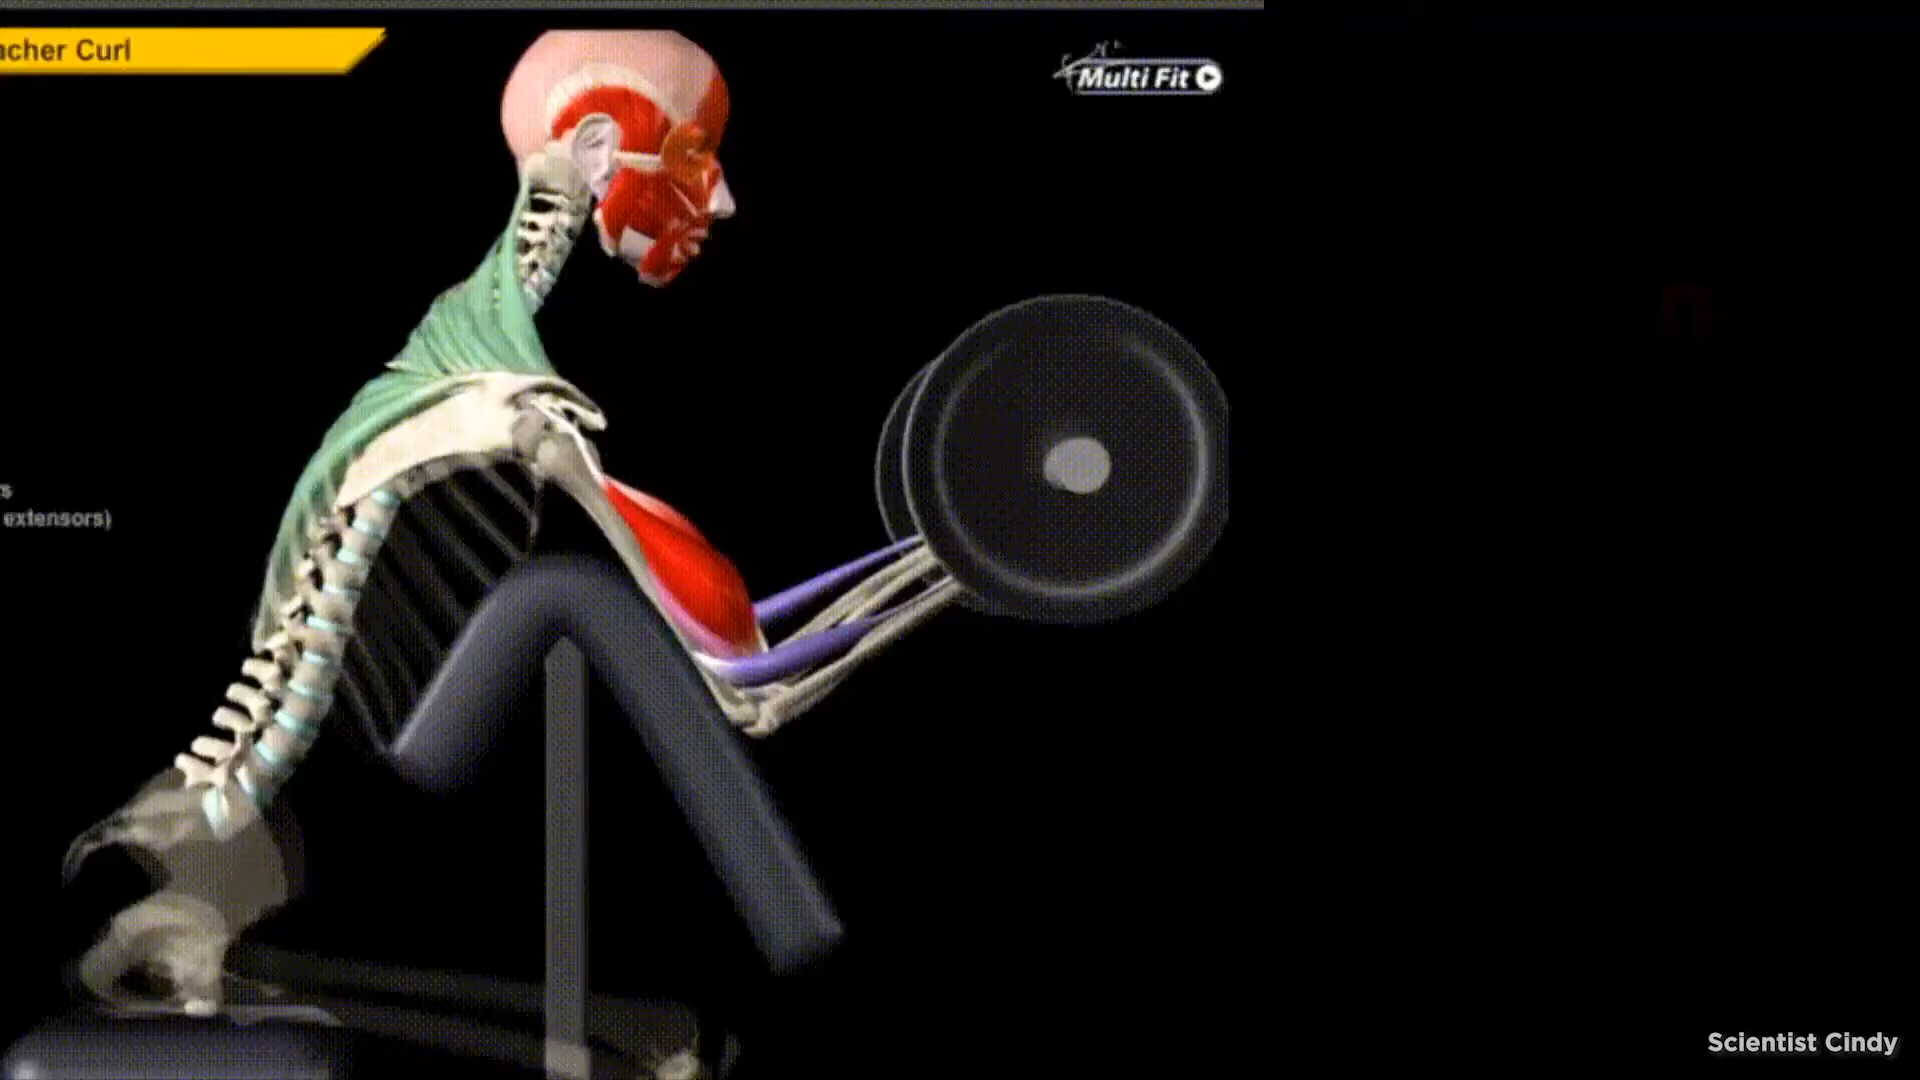 acher Curl
Multi Fit
s
extensors)
Scientist Cindy